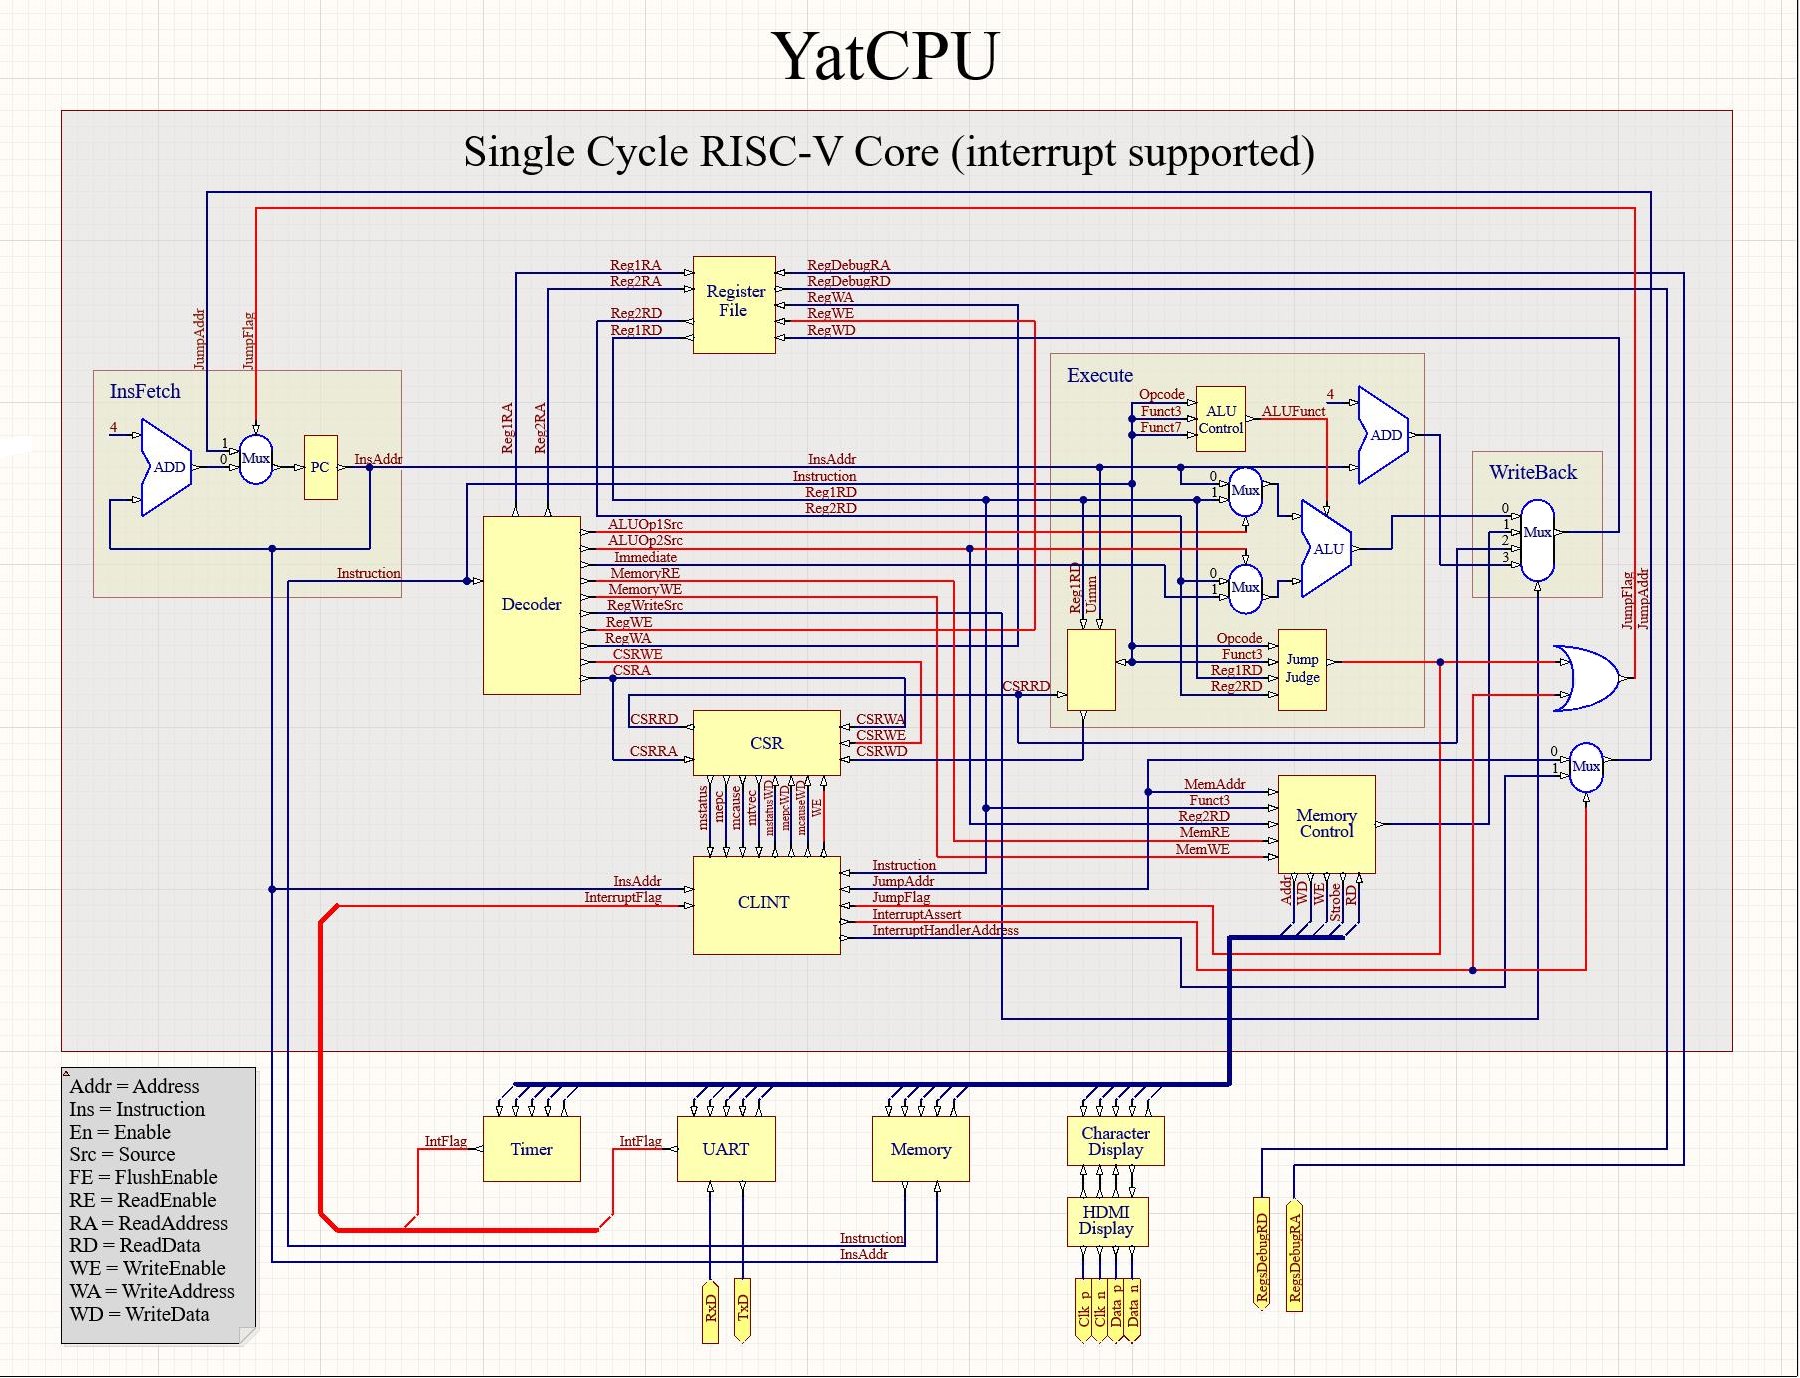 YatCPU
Single Cycle RISC-V Core (interrupt supported)
JumpAddr
JumpFlag
InsFetch
4
ADD
1
0
Mux
PC
InsAddr
Instruction
Reg1RA
Reg2RA
Reg2RD
Reg1RD
Register
File
RegDebugRA
RegDebugRD
RegWA
RegWE
RegWD
Reg1RA
Reg2RA
InsAddr
Instruction
Reg1RD
Reg2RD
Decoder
ALUOp1Src
ALUOp2Src
Immediate
MemoryRE
MemoryWE
RegWriteSrc
RegWE
RegWA
CSRWE
CSRA
Execute
Opcode
Funct3
Funct7
ALU
Control
ALUFunct
4
ADD
0
1
Mux
ALU
0
1
Mux
Reg1RD
Uimm
CSRRD
Opcode
Funct3
Reg1RD
Reg2RD
Jump
Judge
WriteBack
0
1
2
3
Mux
JumpFlag
JumpAddr
0
1
Mux
CSRRD
CSRRA
CSR
CSRWA
CSRWE
CSRWD
mstatus
mepc
mcause
mtvec
mstatusWD
mepcWD
mcauseWD
WE
InsAddr
InterruptFlag
CLINT
Instruction
JumpAddr
JumpFlag
InterruptAssert
InterruptHandlerAddress
MemAddr
Funct3
Reg2RD
MemRE
MemWE
Memory
Control
Addr
WD
WE
Strobe
RD
Addr = Address
Ins = Instruction
En = Enable
Src = Source
FE = FlushEnable
RE = ReadEnable
RA = ReadAddress
RD = ReadData
WE = WriteEnable
WA = WriteAddress
WD = WriteData
IntFlag
Timer
IntFlag
UART
Memory
Character
Display
HDMI
Display
Instruction
InsAddr
RxD
TxD
Clk_p
Clk_n
Data_p
Data_n
RegsDebugRD
RegsDebugRA